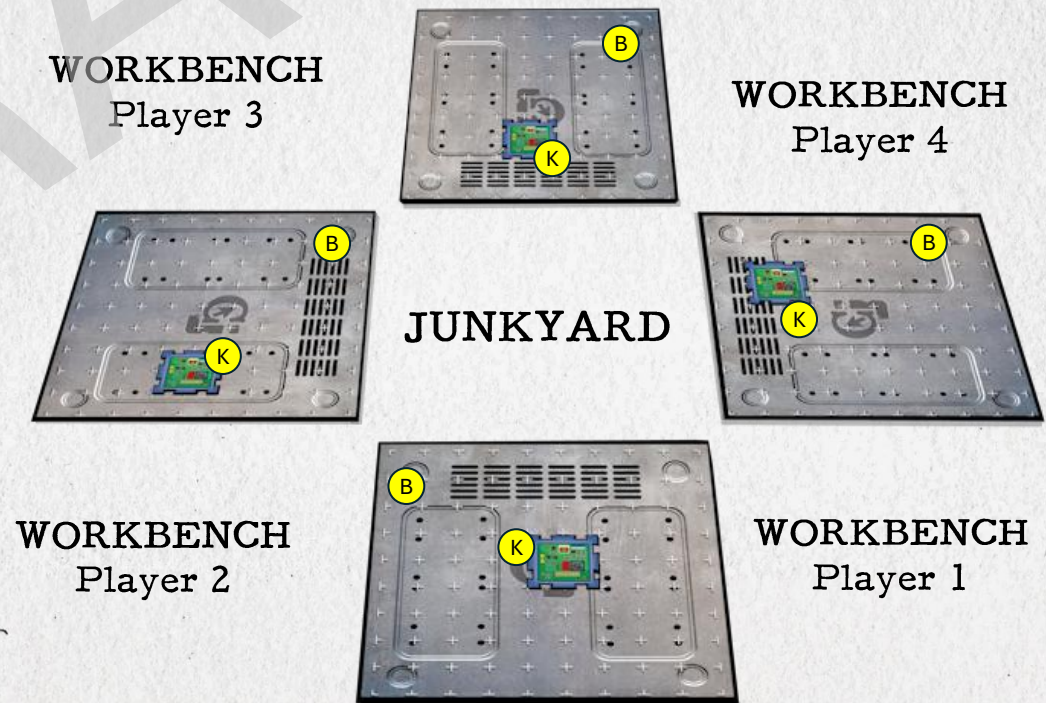 WORKBENCH
Player 3
B
WORKBENCH
Player 4
K
B
B
K
JUNKYARD
K
B
K
WORKBENCH
Player 2
WORKBENCH
Player 1